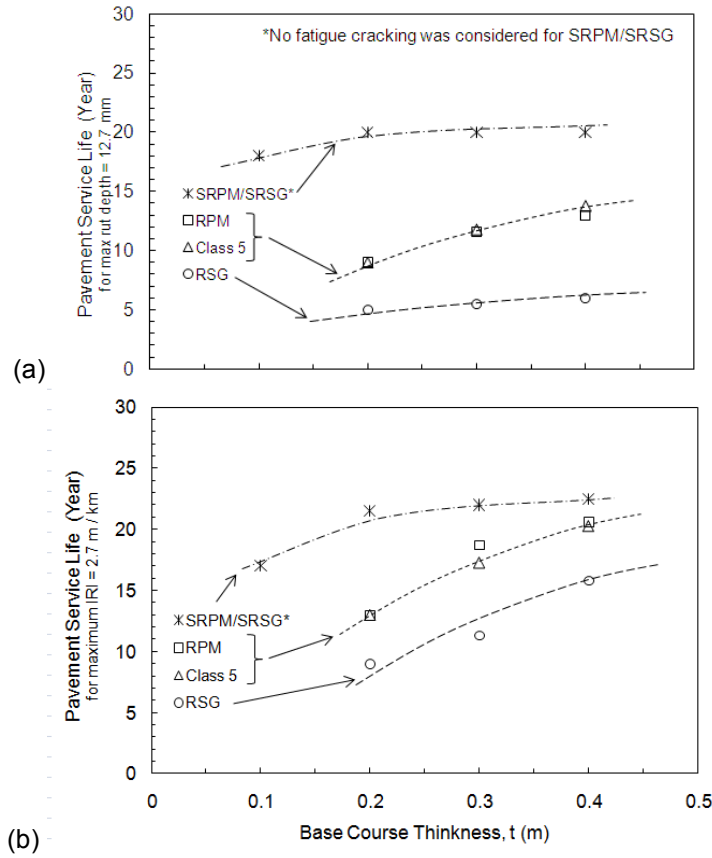 30
*No fatigue cracking was considered for SRPM/SRSG
25
20
15
10
5
0
Pavement Service Life (Year)
for max rut depth = 12.7 mm
SRPM/SRSG*
RPM
Class 5
RSG
(a)
30
25
20
15
10
5
0
Pavement Service Life (Year)
for maximum IRI = 2.7 m / km
SRPM/SRSG*
RPM
Class 5
RSG
0 0.1 0.2 0.3 0.4 0.5
Base Course Thinkness, t (m)
(b)